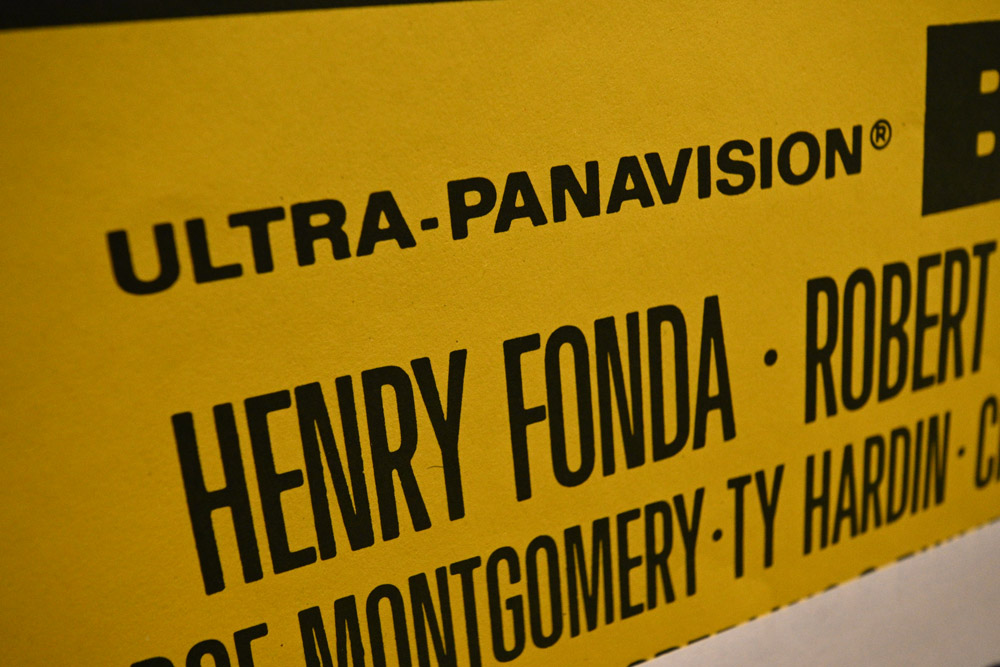 ULTRA-PANAVISION®
HENRY FONDA · ROBERT
MONTGOMERY · TY HARDIN ·